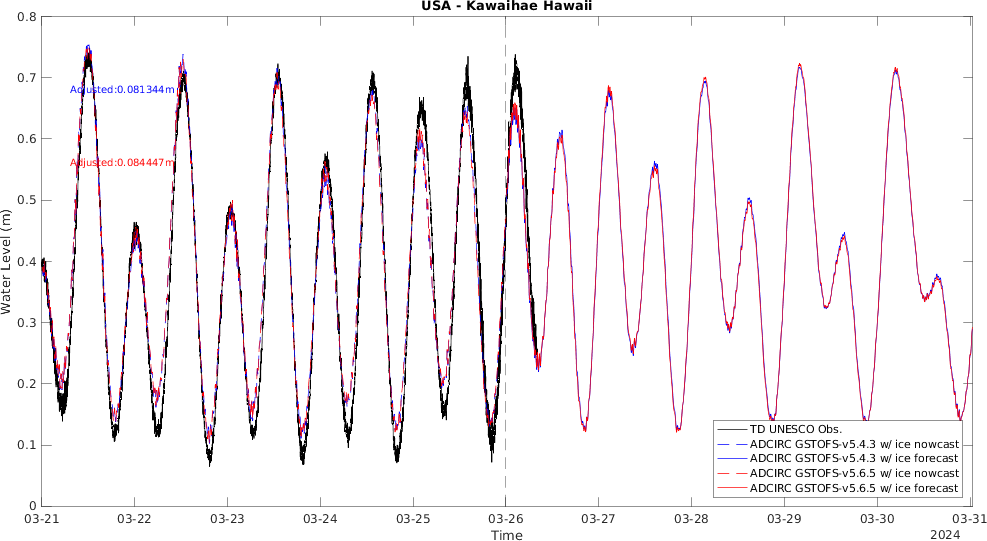 USA - Kawaihae Hawaii
0.8
0.7
0.6
0.5
0.4
0.3
0.2
0.1
0
Water Level (m)
Adjusted:0.081344m
Adjusted:0.084447m
TD UNESCO Obs.
ADCIRC GSTOFS-v5.4.3 w/ ice nowcast
ADCIRC GSTOFS-v5.4.3 w/ ice forecast
ADCIRC GSTOFS-v5.6.5 w/ ice nowcast
ADCIRC GSTOFS-v5.6.5 w/ ice forecast
03-21 03-22 03-23 03-24 03-25 03-26 03-27 03-28 03-29 03-30 03-31
Time
2024